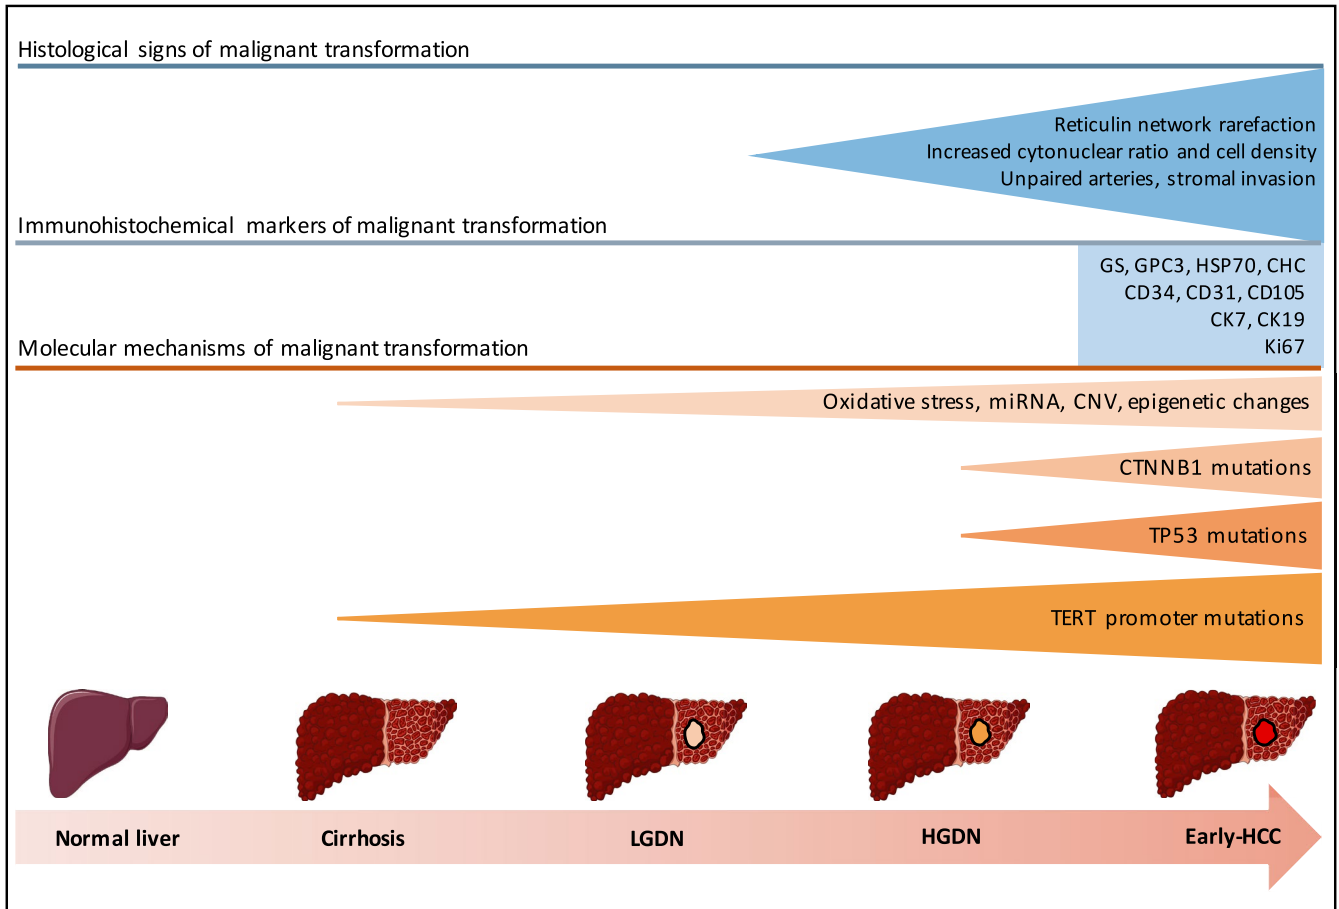 Histological signs of malignant transformation
Reticulin network rarefaction
Increased cytonuclear ratio and cell density
Unpaired arteries, stromal invasion
Immunohistochemical markers of malignant transformation
GS, GPC3, HSP70, CHC
CD34, CD31, CD105
CK7, CK19
Ki67
Molecular mechanisms of malignant transformation
Oxidative stress, miRNA, CNV, epigenetic changes
CTNNB1 mutations
TP53 mutations
TERT promoter mutations
Normal liver
Cirrhosis
LGDN
HGDN
Early-HCC